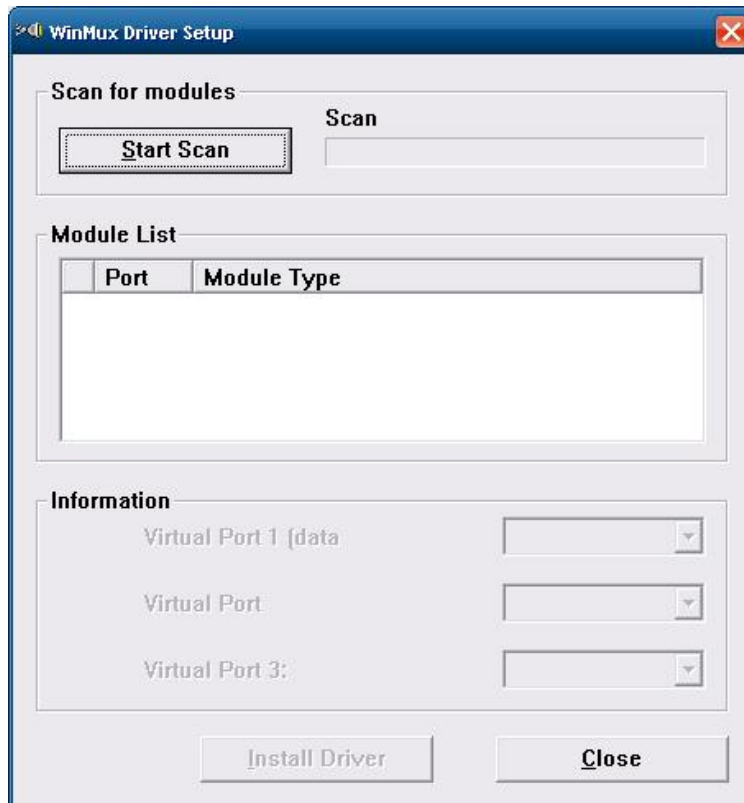 WinMux Driver Setup
Scan for modules
Scan
Start Scan
Module List
Port Module Type
Information
Virtual Port 1 (data
Virtual Port
Virtual Port 3:
Install Driver Close